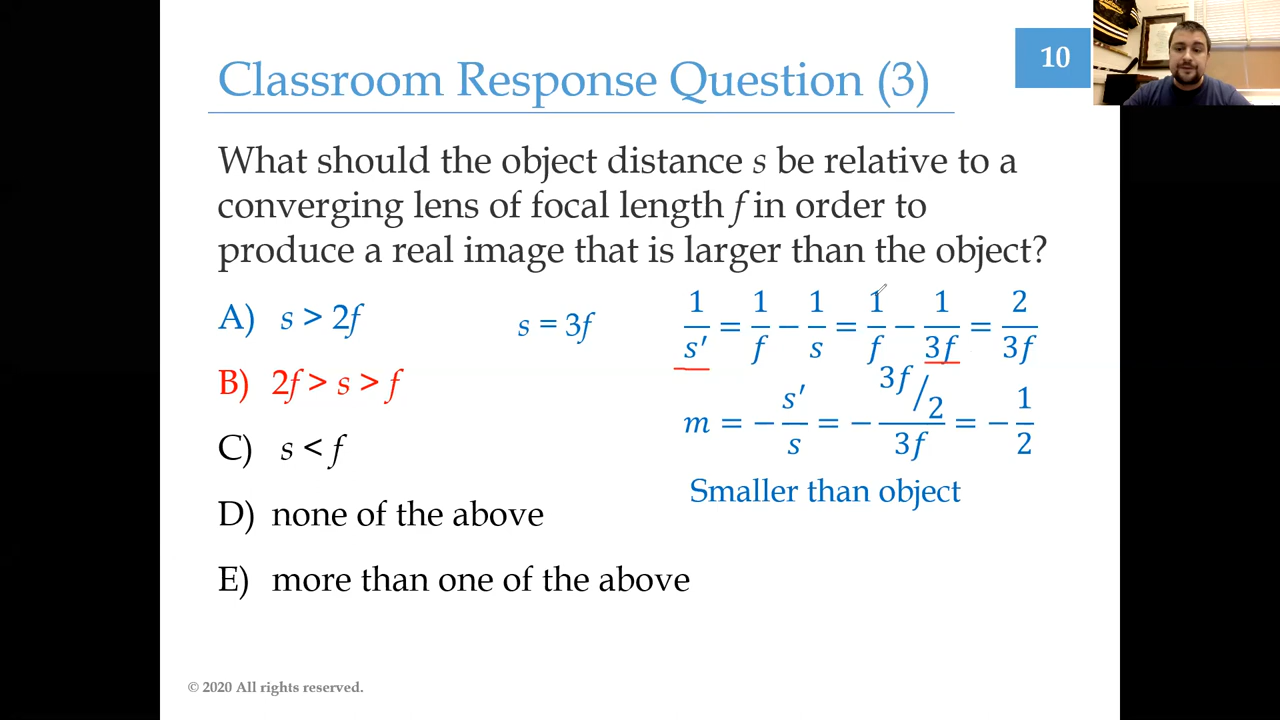 Classroom Response Question (3)
10
What should the object distance s be relative to a
converging lens of focal length f in order to
produce a real image that is larger than the object?
A) s > 2f
B) 2f > s > f
C) s < f
D) none of the above
E) more than one of the above
s = 3f
1/s′ = 1/f − 1/s = 1/f − 1/3f = 2/3f
m = − s′/s = − (3f/2)/3f = − 1/2
Smaller than object
© 2020 All rights reserved.